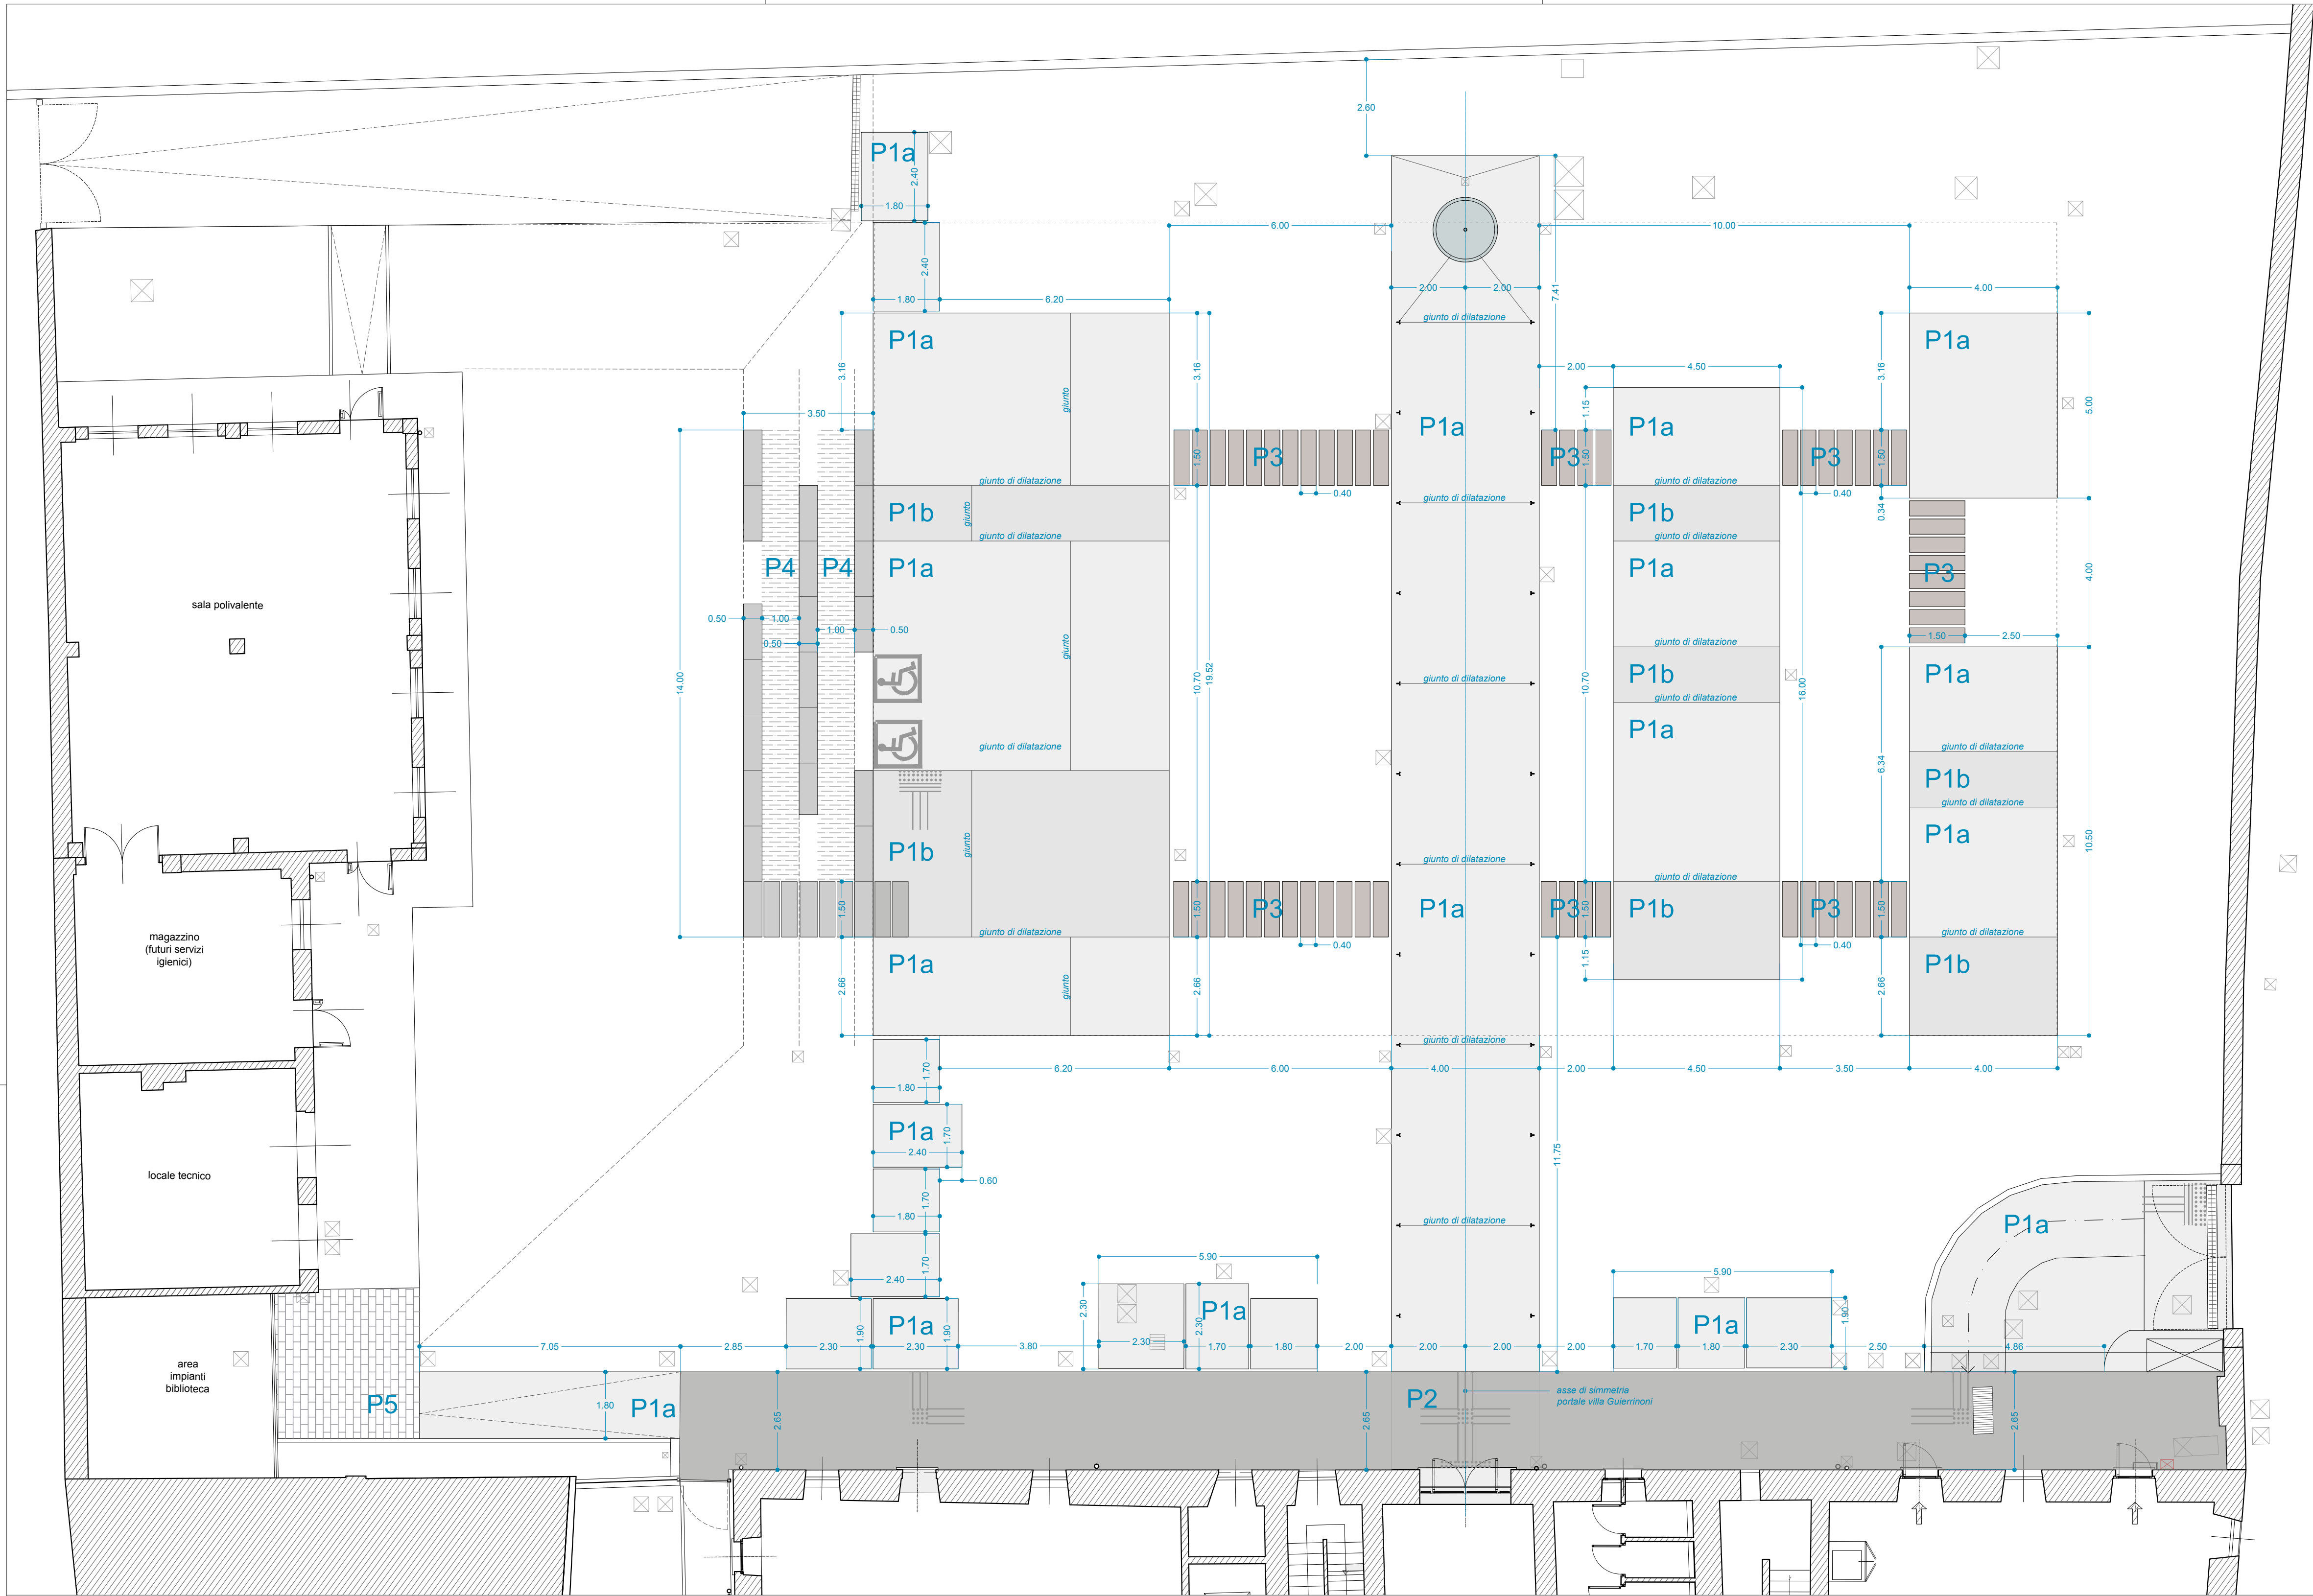 2.60
P1a
2.40
1.80
6.00
10.00
2.40
2.00
2.00
7.41
4.00
1.80
6.20
giunto di dilatazione
P1a
P1a
3.16
3.16
2.00
4.50
3.16
5.00
giunto
3.50
1.15
P1a
P1a
P3
P3
P3
1.50
1.50
1.50
giunto di dilatazione
giunto di dilatazione
0.40
giunto di dilatazione
0.40
P1b
giunto
P1b
0.34
giunto di dilatazione
giunto di dilatazione
P4
P4
P1a
P1a
P3
4.00
sala polivalente
0.50
1.00
1.00
0.50
0.50
giunto
giunto di dilatazione
1.50
2.50
14.00
10.70
19.52
giunto di dilatazione
10.70
P1b
16.00
P1a
giunto di dilatazione
P1a
giunto di dilatazione
giunto di dilatazione
6.34
P1b
giunto di dilatazione
P1b
giunto
giunto di dilatazione
P1a
10.50
giunto di dilatazione
1.50
1.50
P3
P1a
P3
1.50
P1b
P3
1.50
magazzino
(futuri servizi
igienici)
giunto di dilatazione
0.40
0.40
giunto di dilatazione
P1a
giunto
1.15
P1b
2.66
2.66
2.66
giunto di dilatazione
1.70
6.20
6.00
4.00
2.00
4.50
3.50
4.00
1.80
P1a
1.70
2.40
11.75
locale tecnico
0.60
1.70
1.80
giunto di dilatazione
P1a
1.70
2.40
5.90
5.90
2.30
P1a
1.90
P1a
1.90
2.30
P1a
1.90
7.05
2.85
2.30
2.30
3.80
2.30
1.70
1.80
2.00
2.00
2.00
2.00
1.70
1.80
2.30
2.50
4.86
area
impianti
biblioteca
P5
1.80
P1a
2.65
2.65
P2
asse di simmetria
portale villa Guierrinoni
2.65